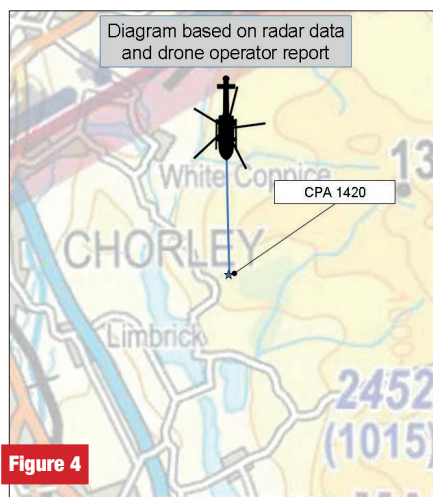 Diagram based on radar data
and drone operator report
White Coppice
13
CPA 1420
CHORLEY
Limbrick
2452
(1015)
Figure 4